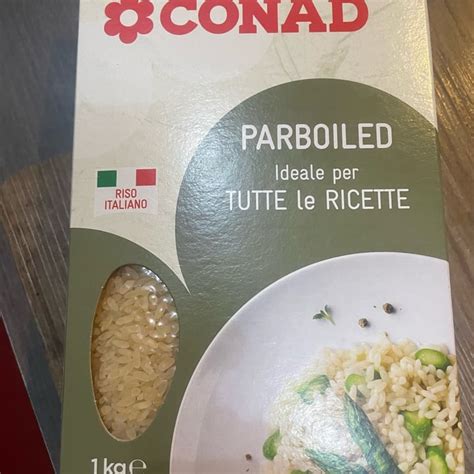 CONAD
PARBOILED
Ideale per
TUTTE le RICETTE
RISO
ITALIANO
1kg e